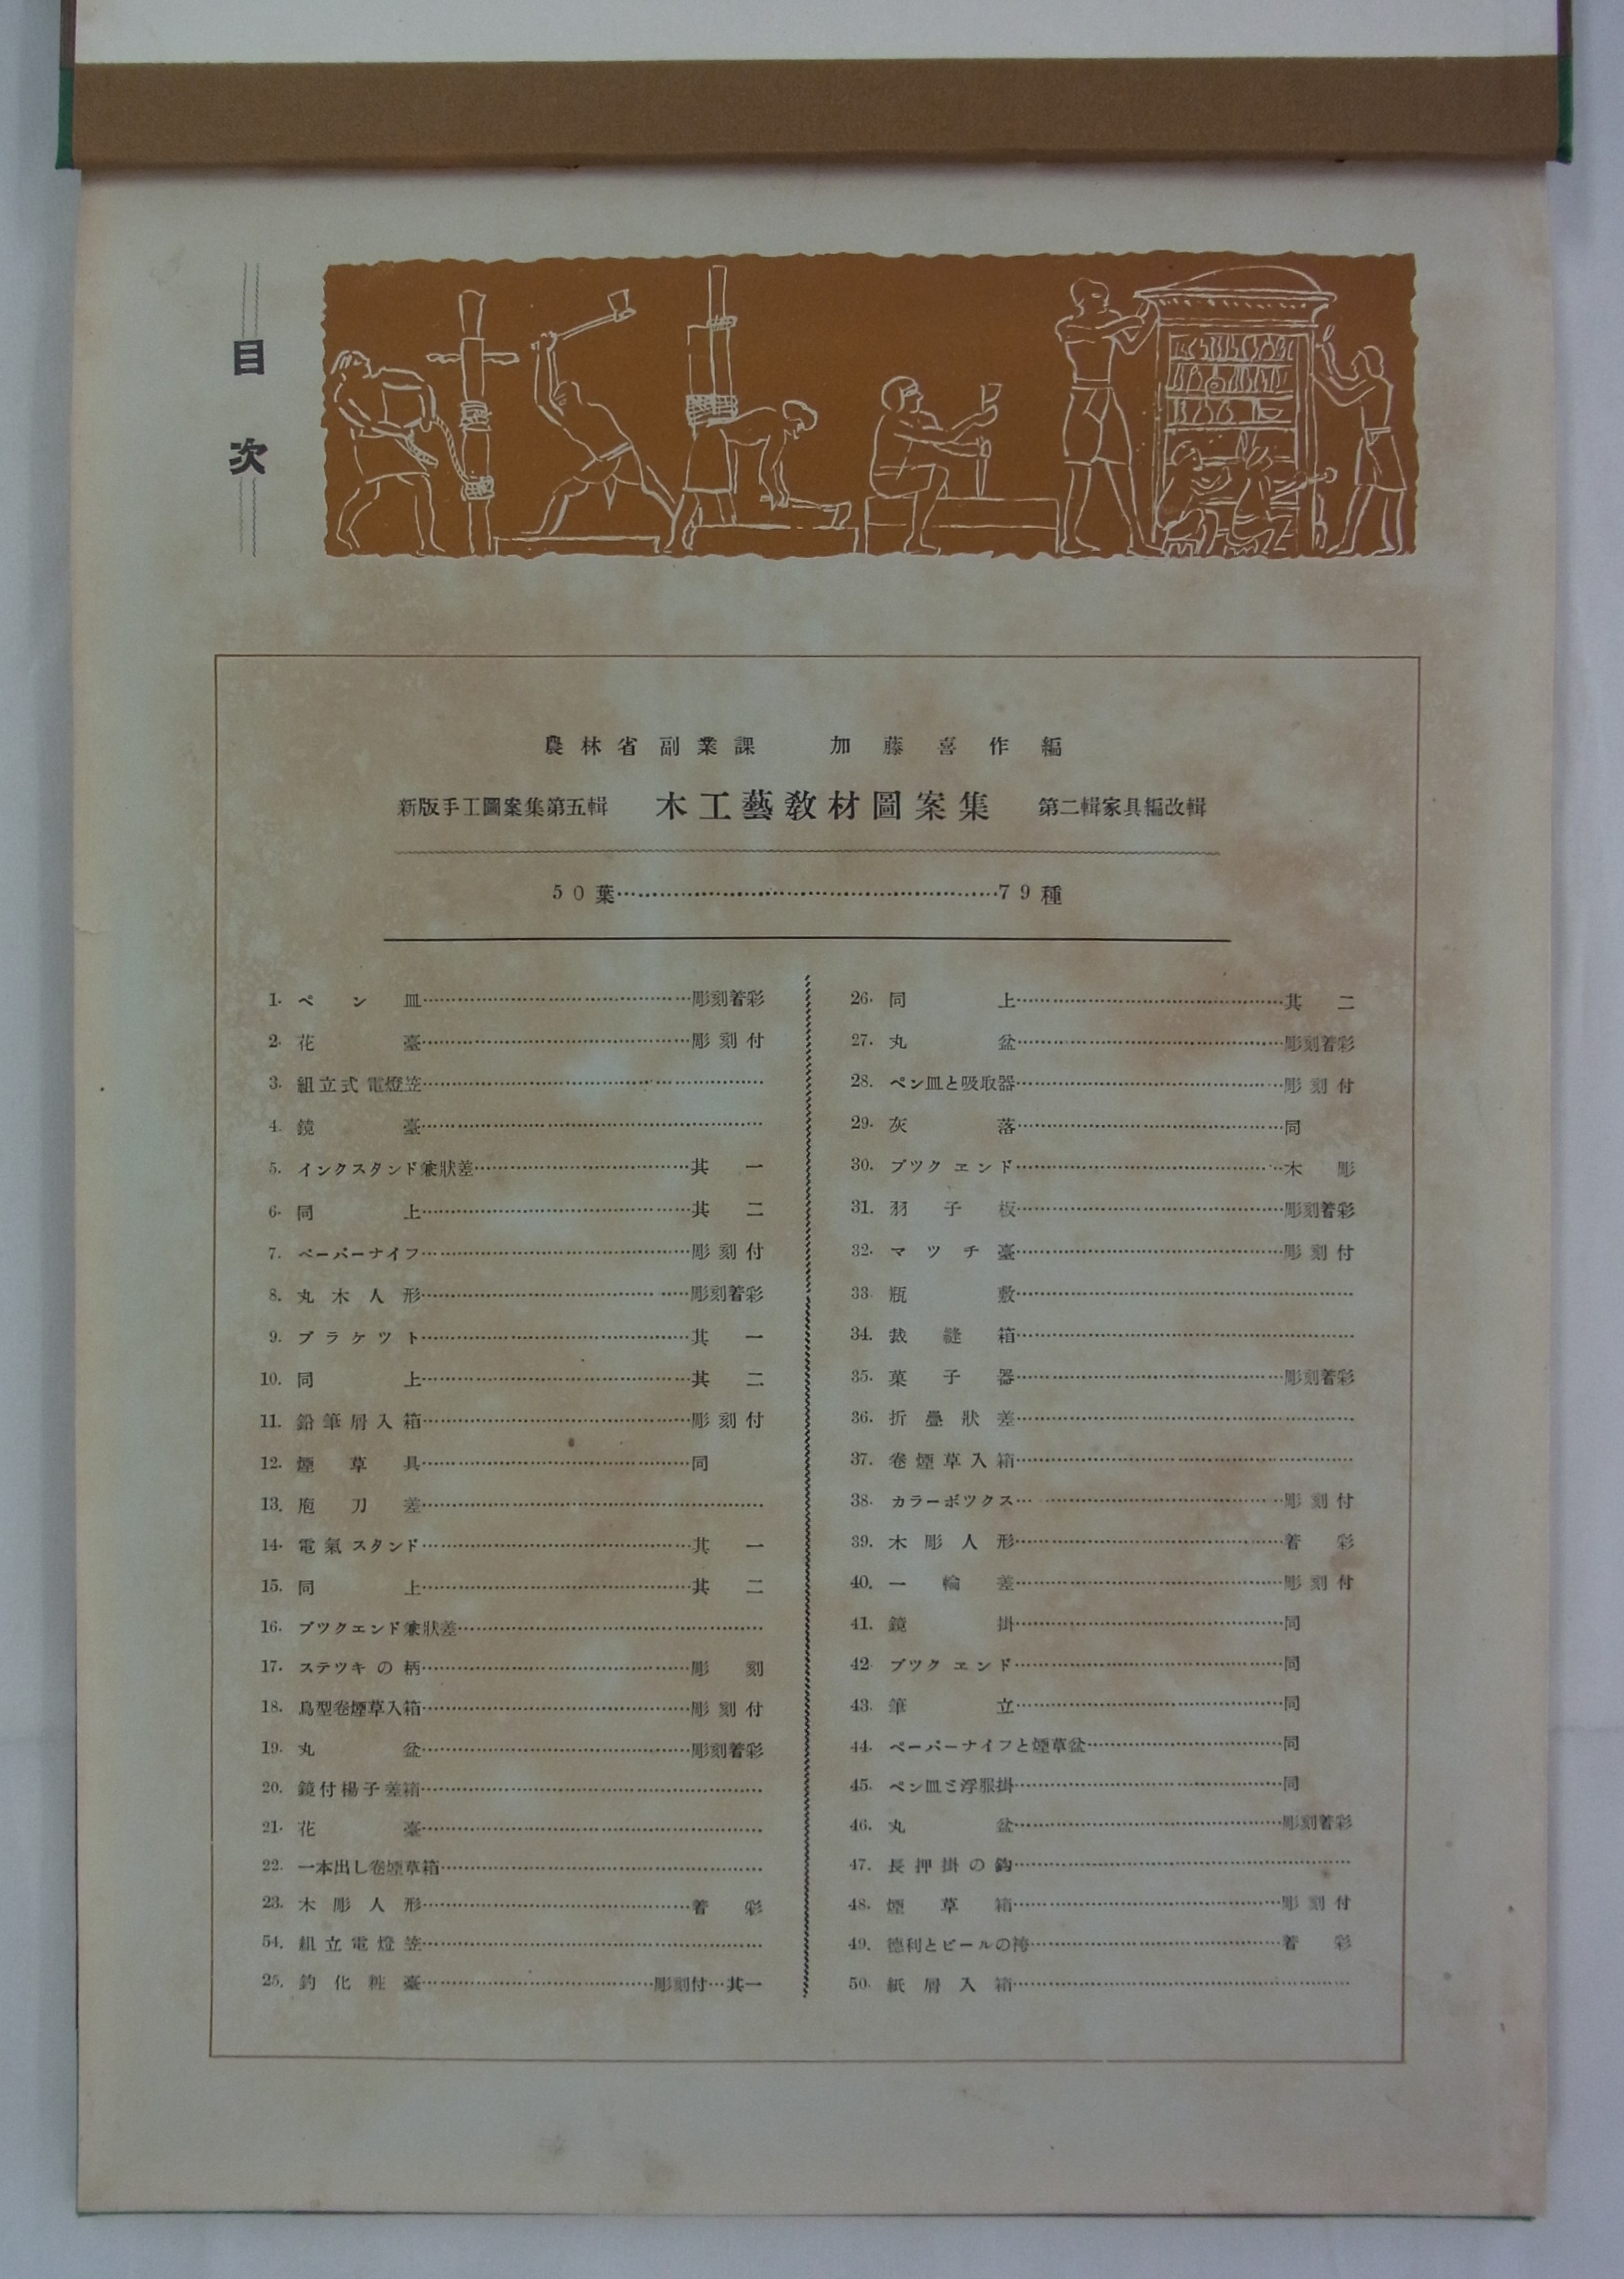 目次
農林省副業課 加藤喜作編
新版手工圖案集第五輯 木工藝敎材圖案集 第二輯家具編改輯
50葉……79種
1. ペン皿……彫刻着彩
2. 花臺……彫刻付
3. 組立式電燈笠……
4. 鏡臺……
5. インクスタンド兼狀差……其一
6. 同上……其二
7. ペーパーナイフ……彫刻付
8. 丸木人形……彫刻着彩
9. ブラケツト……其一
10. 同上……其二
11. 鉛筆屑入箱……彫刻付
12. 煙草具……同
13. 庖刀差……
14. 電氣スタンド……其一
15. 同上……其二
16. ブツクエンド兼狀差……
17. ステツキの柄……彫刻
18. 鳥型卷煙草入箱……彫刻付
19. 丸盆……彫刻着彩
20. 鏡付楊子差箱……
21. 花臺……
22. 一本出し卷煙草箱……
23. 木彫人形……着彩
54. 組立電燈笠……
25. 釣化粧臺……彫刻付…其一
26. 同上……其二
27. 丸盆……彫刻着彩
28. ペン皿と吸取器……彫刻付
29. 灰落……同
30. ブツクエンド……木彫
31. 羽子板……彫刻着彩
32. マツチ臺……彫刻付
33. 瓶敷……
34. 裁縫箱……
35. 菓子器……彫刻着彩
36. 折疊狀差……
37. 卷煙草入箱……
38. カラーボツクス……彫刻付
39. 木彫人形……着彩
40. 一輪差……彫刻付
41. 鏡掛……同
42. ブツクエンド……同
43. 筆立……同
44. ペーパーナイフと煙草盆……同
45. ペン皿と浮服掛……同
46. 丸盆……彫刻着彩
47. 長押掛の鈎……
48. 煙草箱……彫刻付
49. 德利とビールの袴……着彩
50. 紙屑入箱……